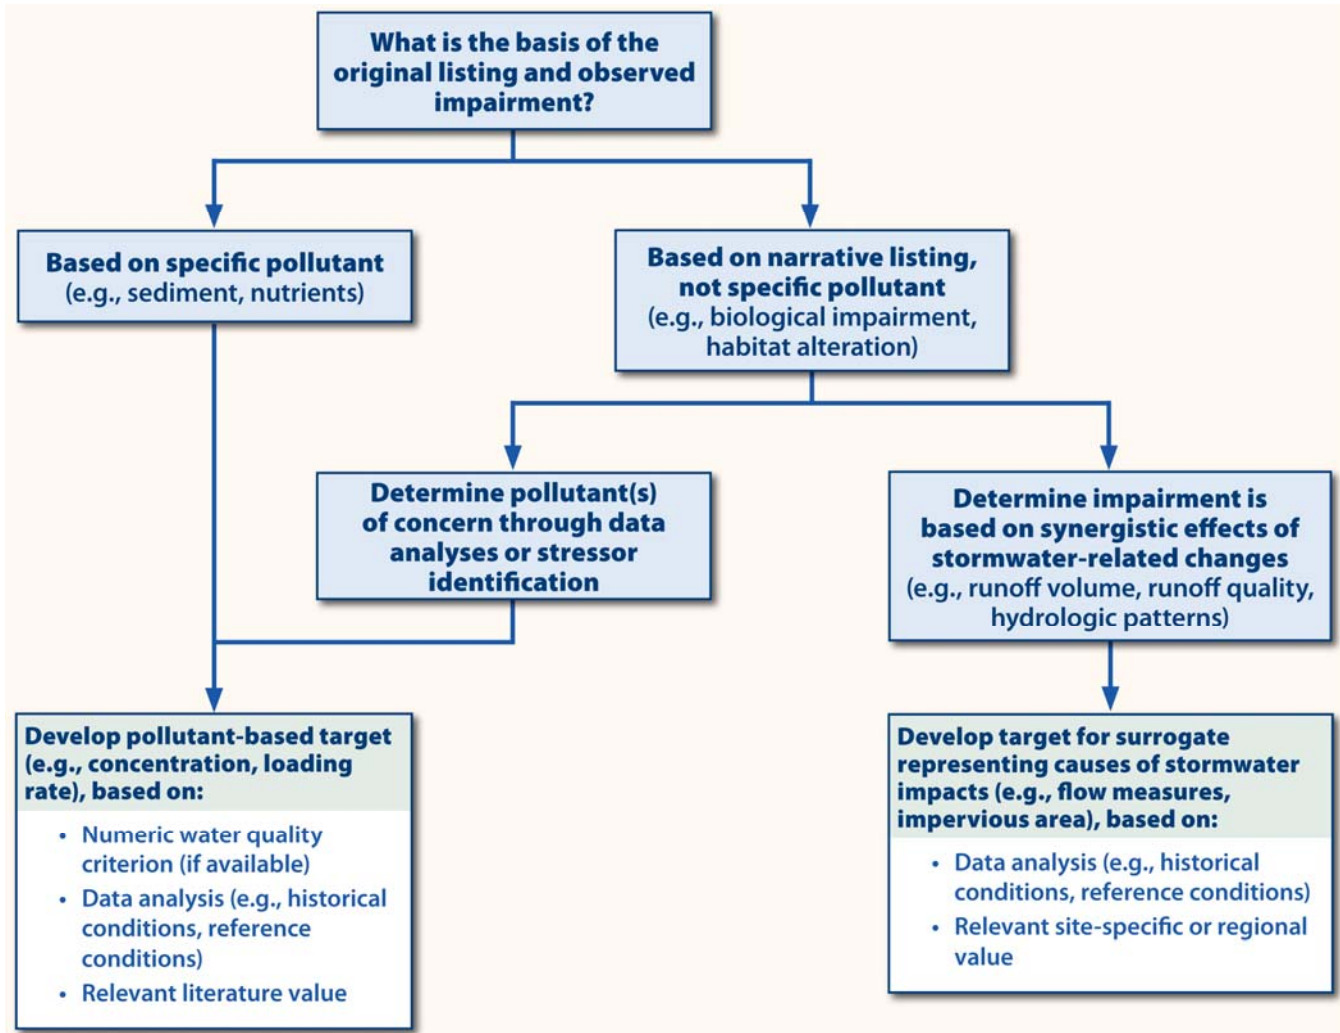 What is the basis of the
original listing and observed
impairment?
Based on specific pollutant
(e.g., sediment, nutrients)
Based on narrative listing,
not specific pollutant
(e.g., biological impairment,
habitat alteration)
Determine pollutant(s)
of concern through data
analyses or stressor
identification
Determine impairment is
based on synergistic effects of
stormwater-related changes
(e.g., runoff volume, runoff quality,
hydrologic patterns)
Develop pollutant-based target
(e.g., concentration, loading
rate), based on:
• Numeric water quality
criterion (if available)
• Data analysis (e.g., historical
conditions, reference
conditions)
• Relevant literature value
Develop target for surrogate
representing causes of stormwater
impacts (e.g., flow measures,
impervious area), based on:
• Data analysis (e.g., historical
conditions, reference conditions)
• Relevant site-specific or regional
value